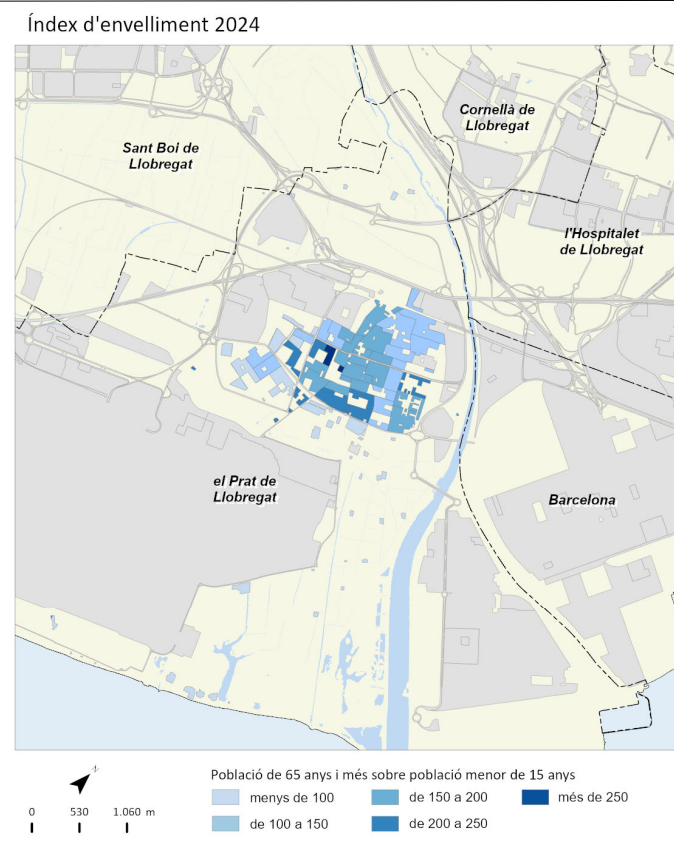 Índex d'envelliment 2024
Cornellà de
Llobregat
Sant Boi de
Llobregat
l'Hospitalet
de Llobregat
el Prat de
Llobregat
Barcelona
N
0 530 1.060 m
Població de 65 anys i més sobre població menor de 15 anys
menys de 100
de 150 a 200
més de 250
de 100 a 150
de 200 a 250